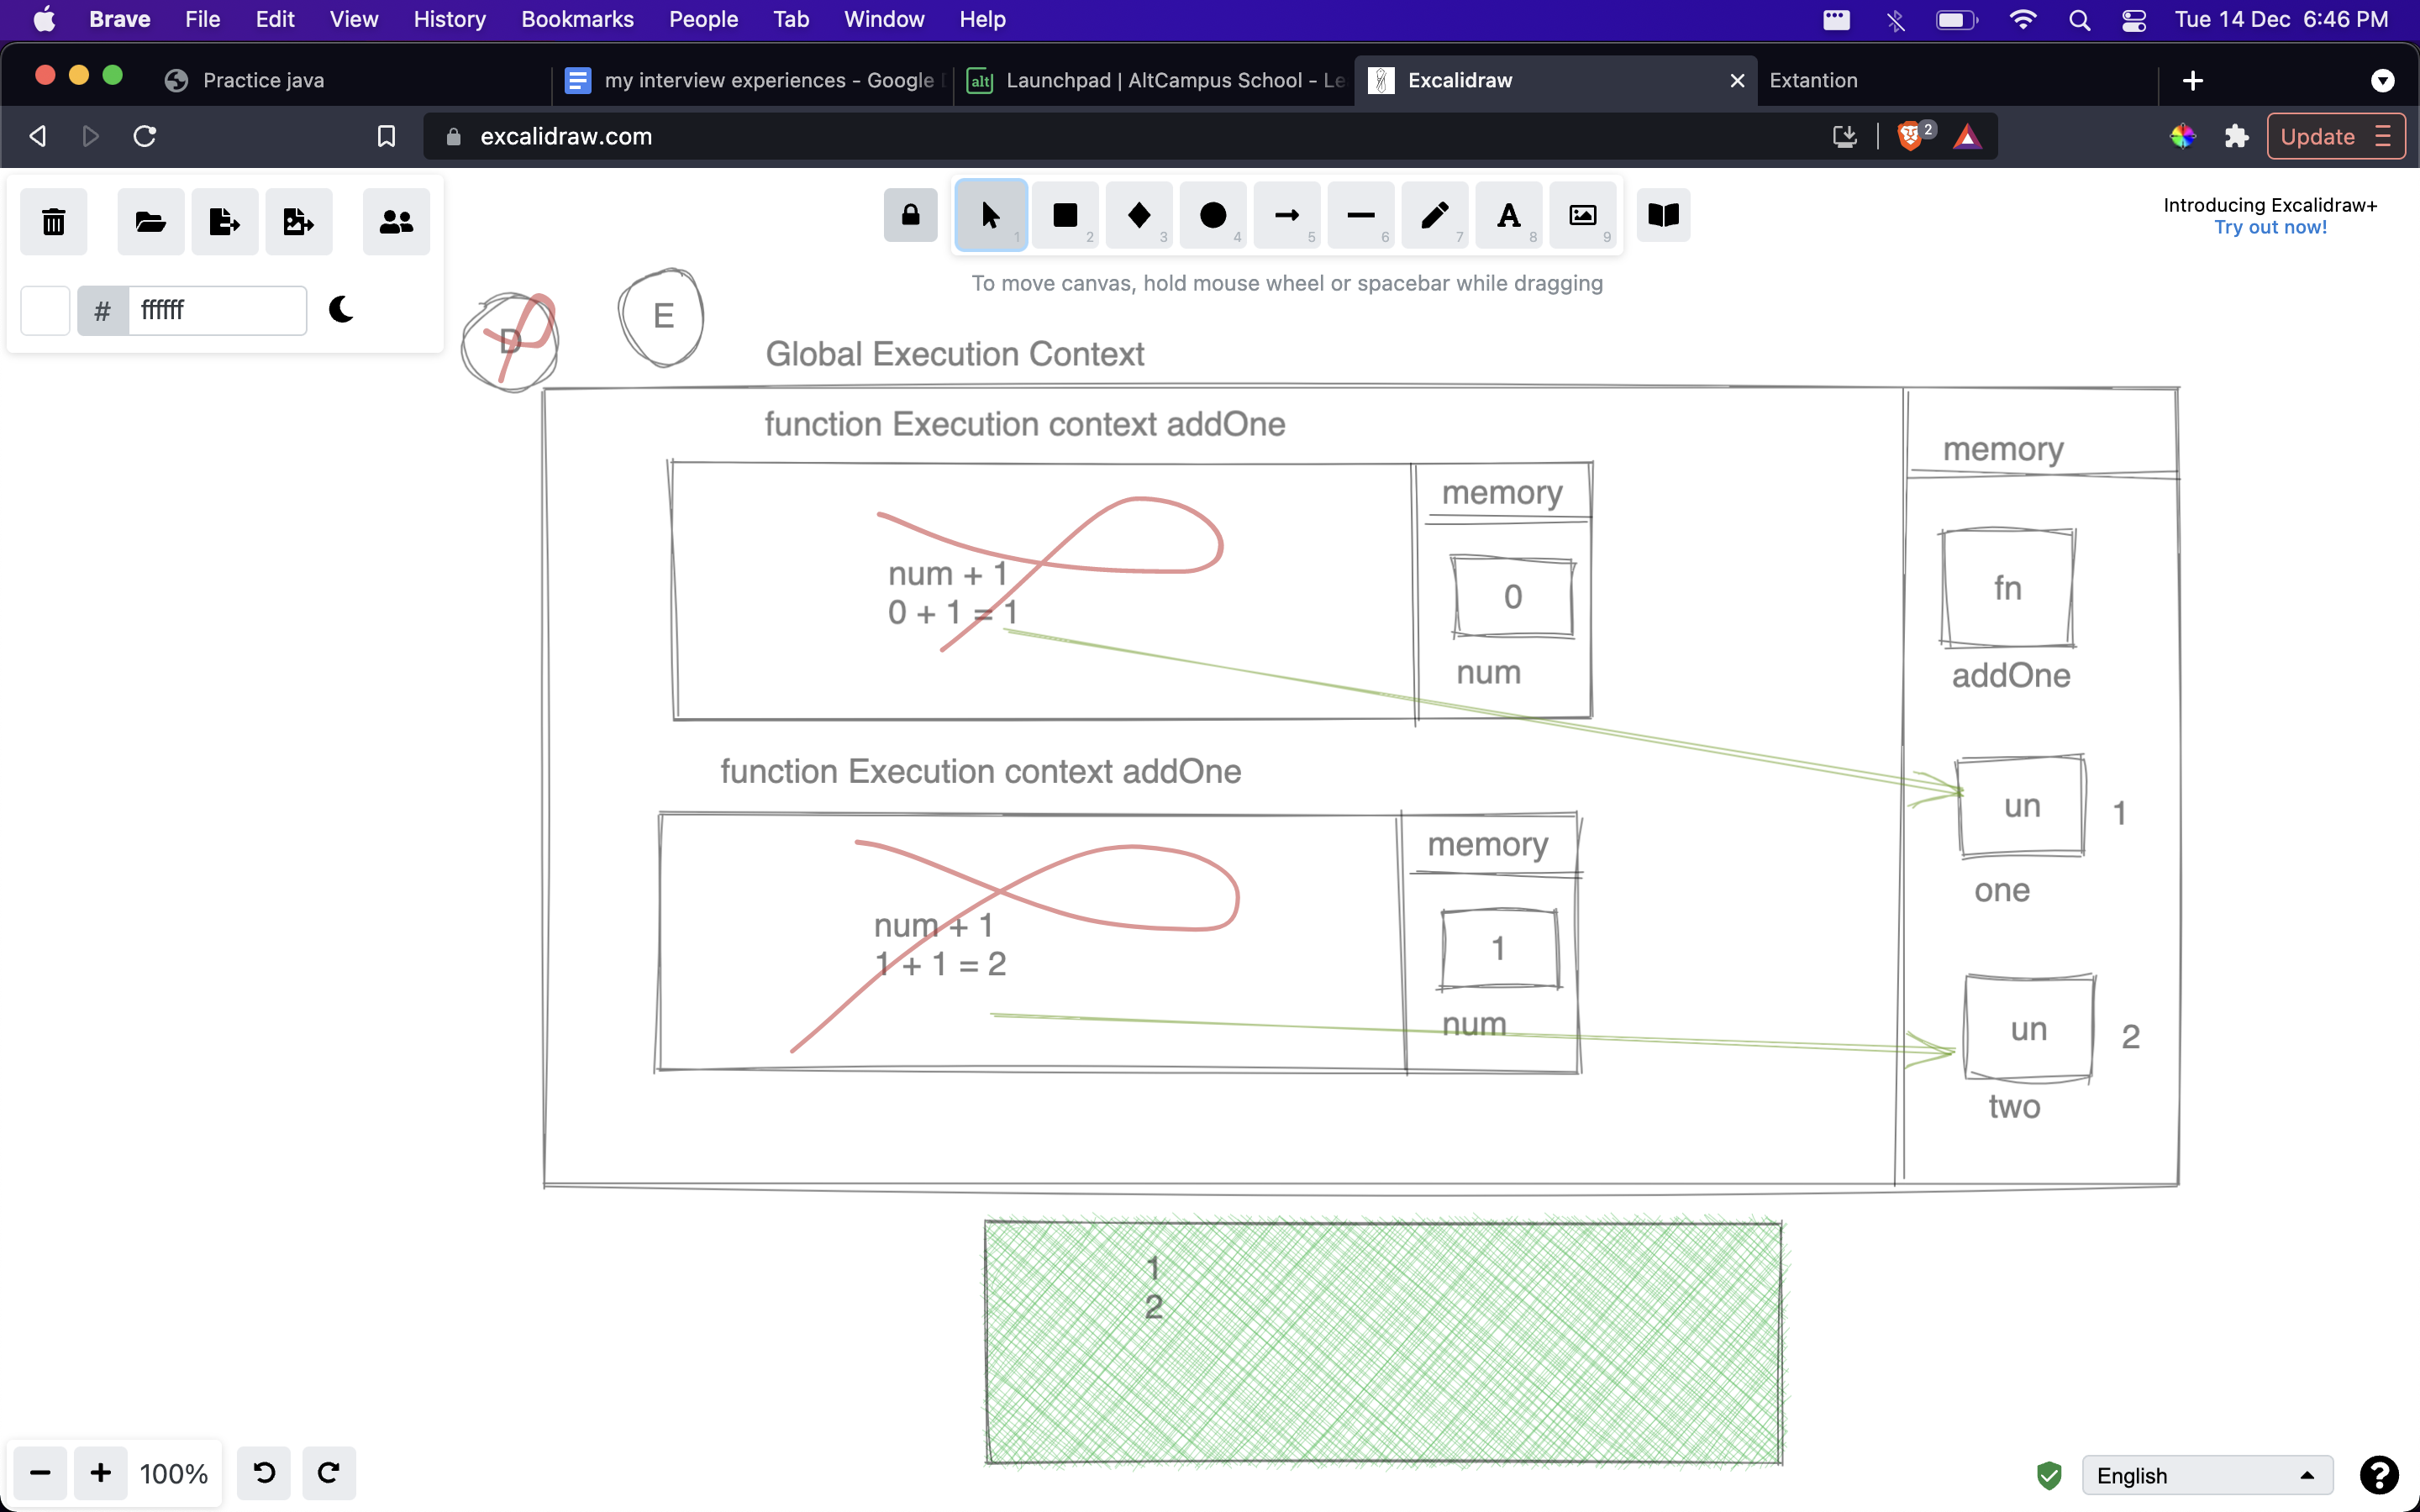 Brave File Edit View History Bookmarks People Tab Window Help Tue 14 Dec 6:46 PM
Practice java
my interview experiences - Google
Launchpad | AltCampus School - Le
Excalidraw
Extantion
excalidraw.com
2
Update
1 2 3 4 5 6 7 8 9
A
Introducing Excalidraw+
Try out now!
To move canvas, hold mouse wheel or spacebar while dragging
# ffffff
D
E
Global Execution Context
function Execution context addOne
memory
num + 1
0 + 1 = 1
0
num
function Execution context addOne
memory
num + 1
1 + 1 = 2
1
num
memory
fn
addOne
un 1
one
un 2
two
1
2
100%
English
?